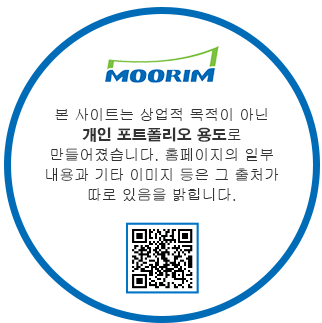 MOORIM
본 사이트는 상업적 목적이 아닌
개인 포트폴리오 용도로
만들어졌습니다. 홈페이지의 일부
내용과 기타 이미지 등은 그 출처가
따로 있음을 밝힙니다.